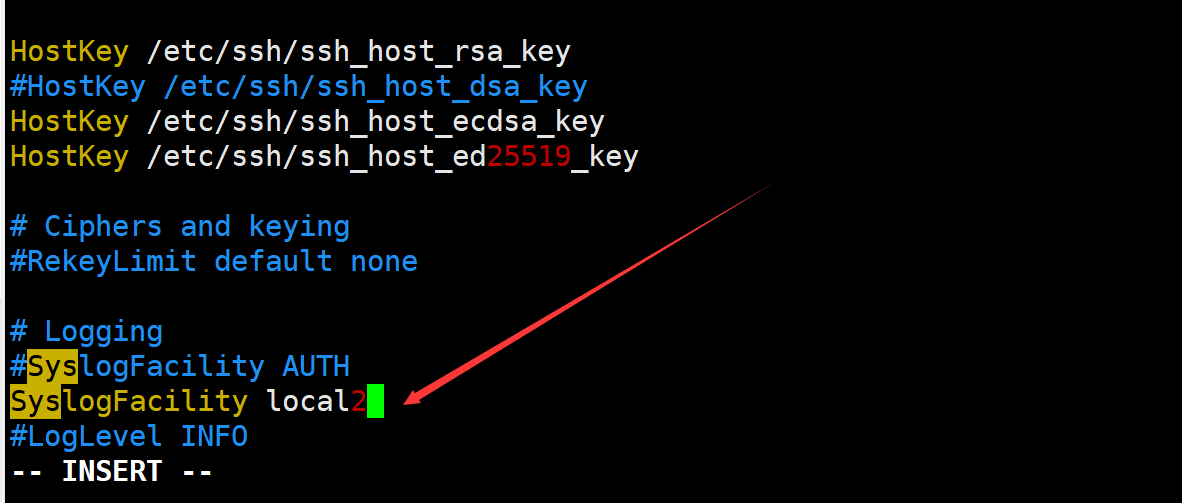 HostKey /etc/ssh/ssh_host_rsa_key
#HostKey /etc/ssh/ssh_host_dsa_key
HostKey /etc/ssh/ssh_host_ecdsa_key
HostKey /etc/ssh/ssh_host_ed25519_key
# Ciphers and keying
#RekeyLimit default none
# Logging
#SyslogFacility AUTH
SyslogFacility local2
#LogLevel INFO
-- INSERT --